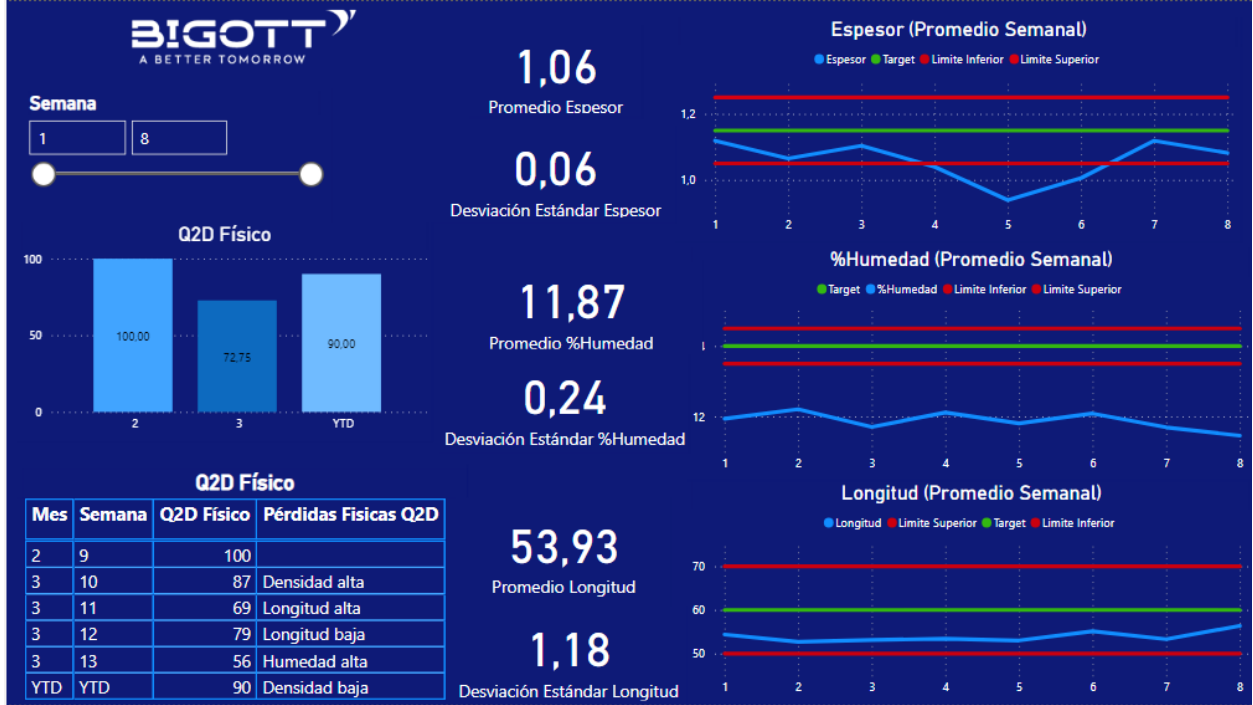 BIGOTT
A BETTER TOMORROW
Semana
1 8
Q2D Físico
100
50
0
100,00
72,75
90,00
2 3 YTD
Q2D Físico
Mes Semana Q2D Físico Pérdidas Fisicas Q2D
2 9 100
3 10 87 Densidad alta
3 11 69 Longitud alta
3 12 79 Longitud baja
3 13 56 Humedad alta
YTD YTD 90 Densidad baja
1,06
Promedio Espesor
0,06
Desviación Estándar Espesor
11,87
Promedio %Humedad
0,24
Desviación Estándar %Humedad
53,93
Promedio Longitud
1,18
Desviación Estándar Longitud
Espesor (Promedio Semanal)
Espesor Target Limite Inferior Limite Superior
1,2
1,0
1 2 3 4 5 6 7 8
%Humedad (Promedio Semanal)
Target %Humedad Limite Inferior Limite Superior
12
1 2 3 4 5 6 7 8
Longitud (Promedio Semanal)
Longitud Limite Superior Target Limite Inferior
70
60
50
1 2 3 4 5 6 7 8